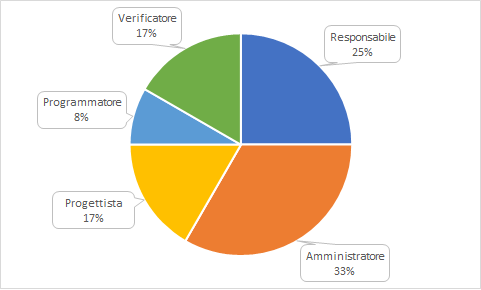 Verificatore
17%
Responsabile
25%
Programmatore
8%
Progettista
17%
Amministratore
33%